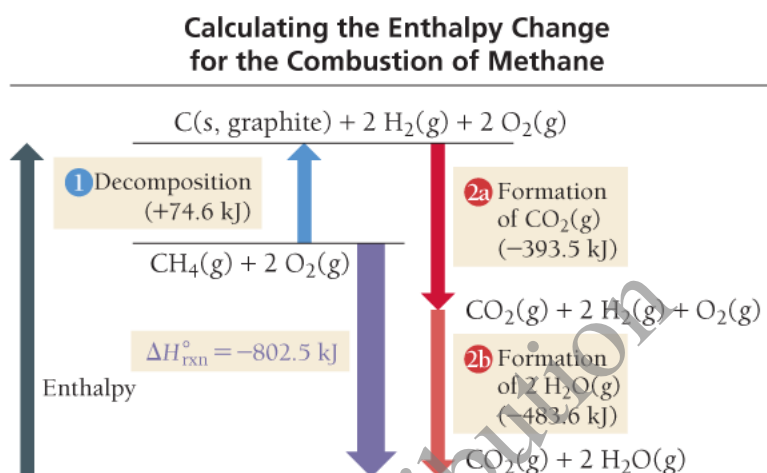 Calculating the Enthalpy Change
for the Combustion of Methane
C(s, graphite) + 2 H₂(g) + 2 O₂(g)
1 Decomposition
(+74.6 kJ)
2a Formation
of CO₂(g)
(−393.5 kJ)
CH₄(g) + 2 O₂(g)
CO₂(g) + 2 H₂(g) + O₂(g)
ΔH°rxn = −802.5 kJ
2b Formation
of 2 H₂O(g)
(−483.6 kJ)
Enthalpy
CO₂(g) + 2 H₂O(g)